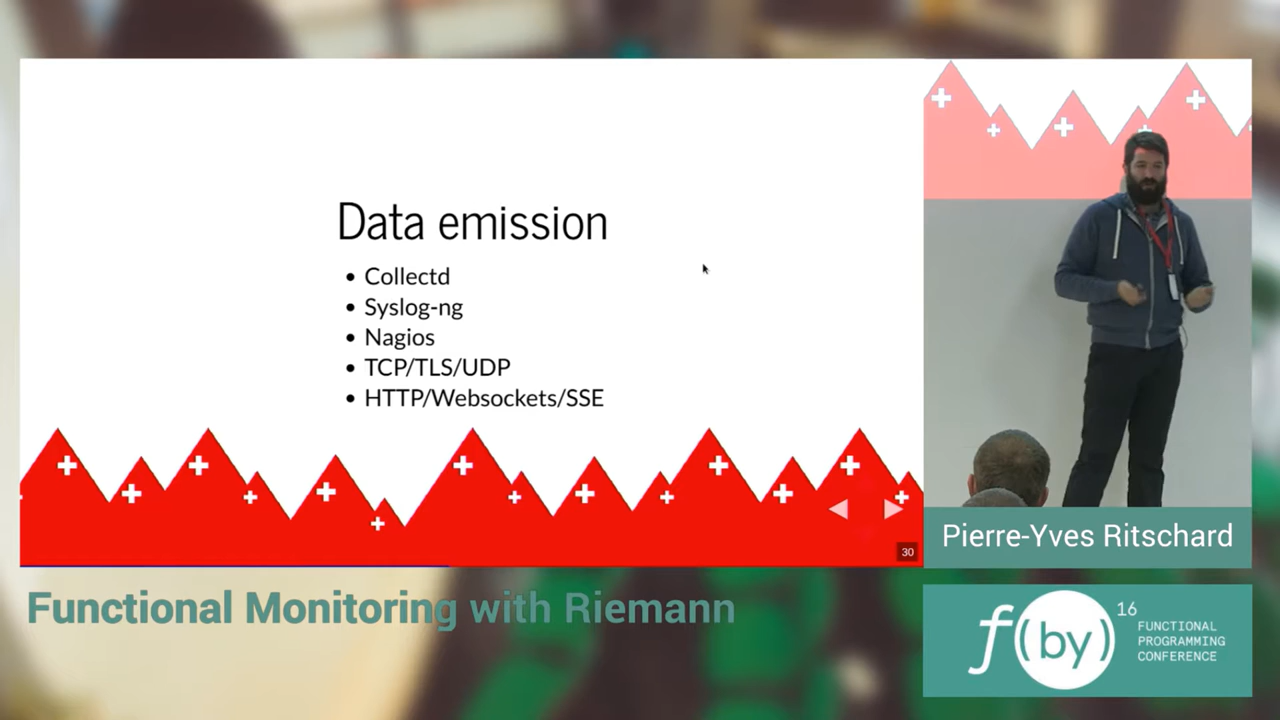 Data emission
Collectd
Syslog-ng
Nagios
TCP/TLS/UDP
HTTP/Websockets/SSE
30
Pierre-Yves Ritschard
Functional Monitoring with Riemann
f(by) 16
FUNCTIONAL
PROGRAMMING
CONFERENCE